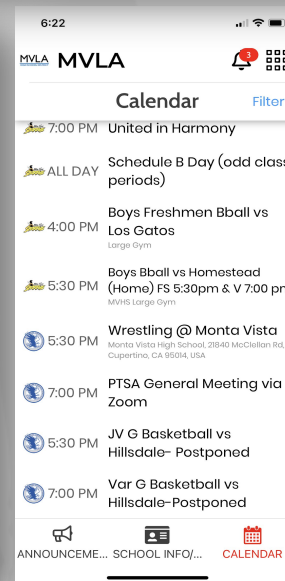 6:22
MVLA MVLA 3
Calendar Filter
7:00 PM United in Harmony
ALL DAY Schedule B Day (odd class
periods)
4:00 PM Boys Freshmen Bball vs
Los Gatos
Large Gym
5:30 PM Boys Bball vs Homestead
(Home) FS 5:30pm & V 7:00 pm
MVHS Large Gym
5:30 PM Wrestling @ Monta Vista
Monta Vista High School, 21840 McClellan Rd,
Cupertino, CA 95014, USA
7:00 PM PTSA General Meeting via
Zoom
5:30 PM JV G Basketball vs
Hillsdale- Postponed
7:00 PM Var G Basketball vs
Hillsdale-Postponed
ANNOUNCEME... SCHOOL INFO/... CALENDAR